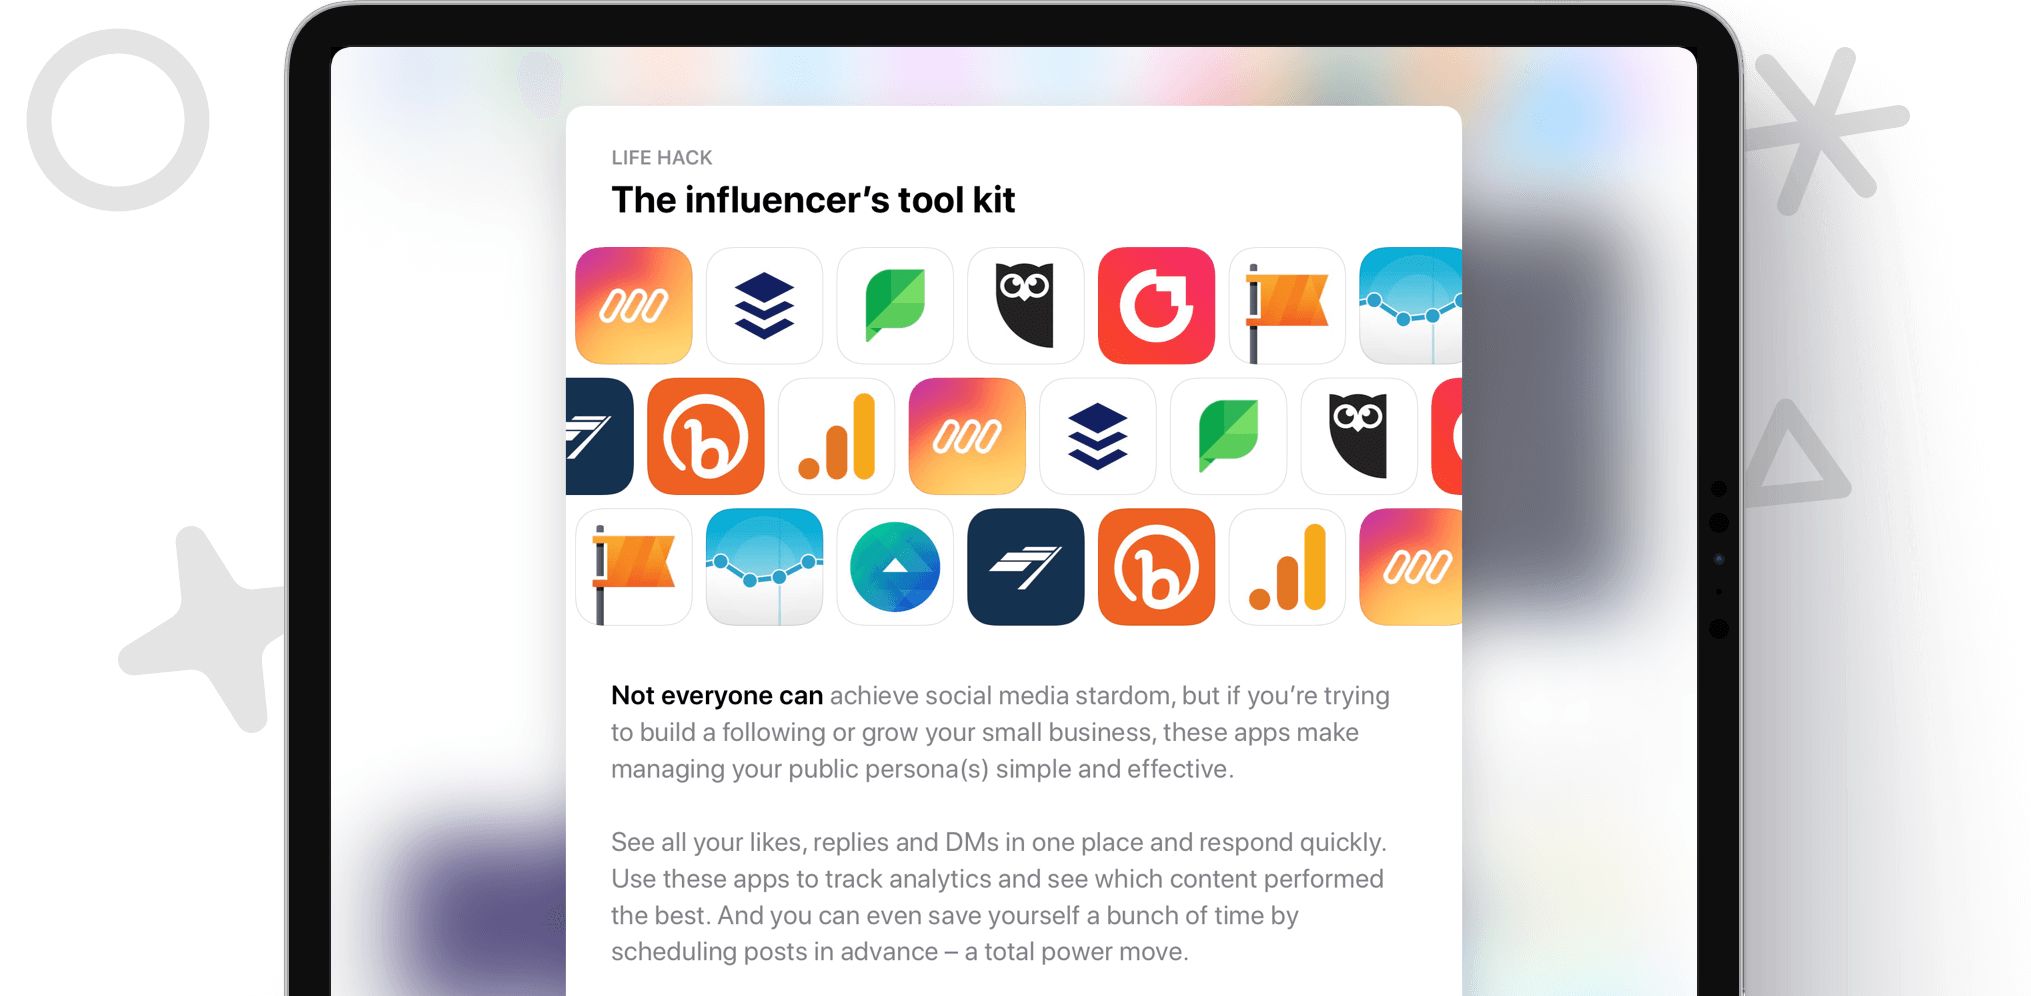 LIFE HACK
The influencer’s tool kit
Not everyone can achieve social media stardom, but if you’re trying
to build a following or grow your small business, these apps make
managing your public persona(s) simple and effective.
See all your likes, replies and DMs in one place and respond quickly.
Use these apps to track analytics and see which content performed
the best. And you can even save yourself a bunch of time by
scheduling posts in advance – a total power move.